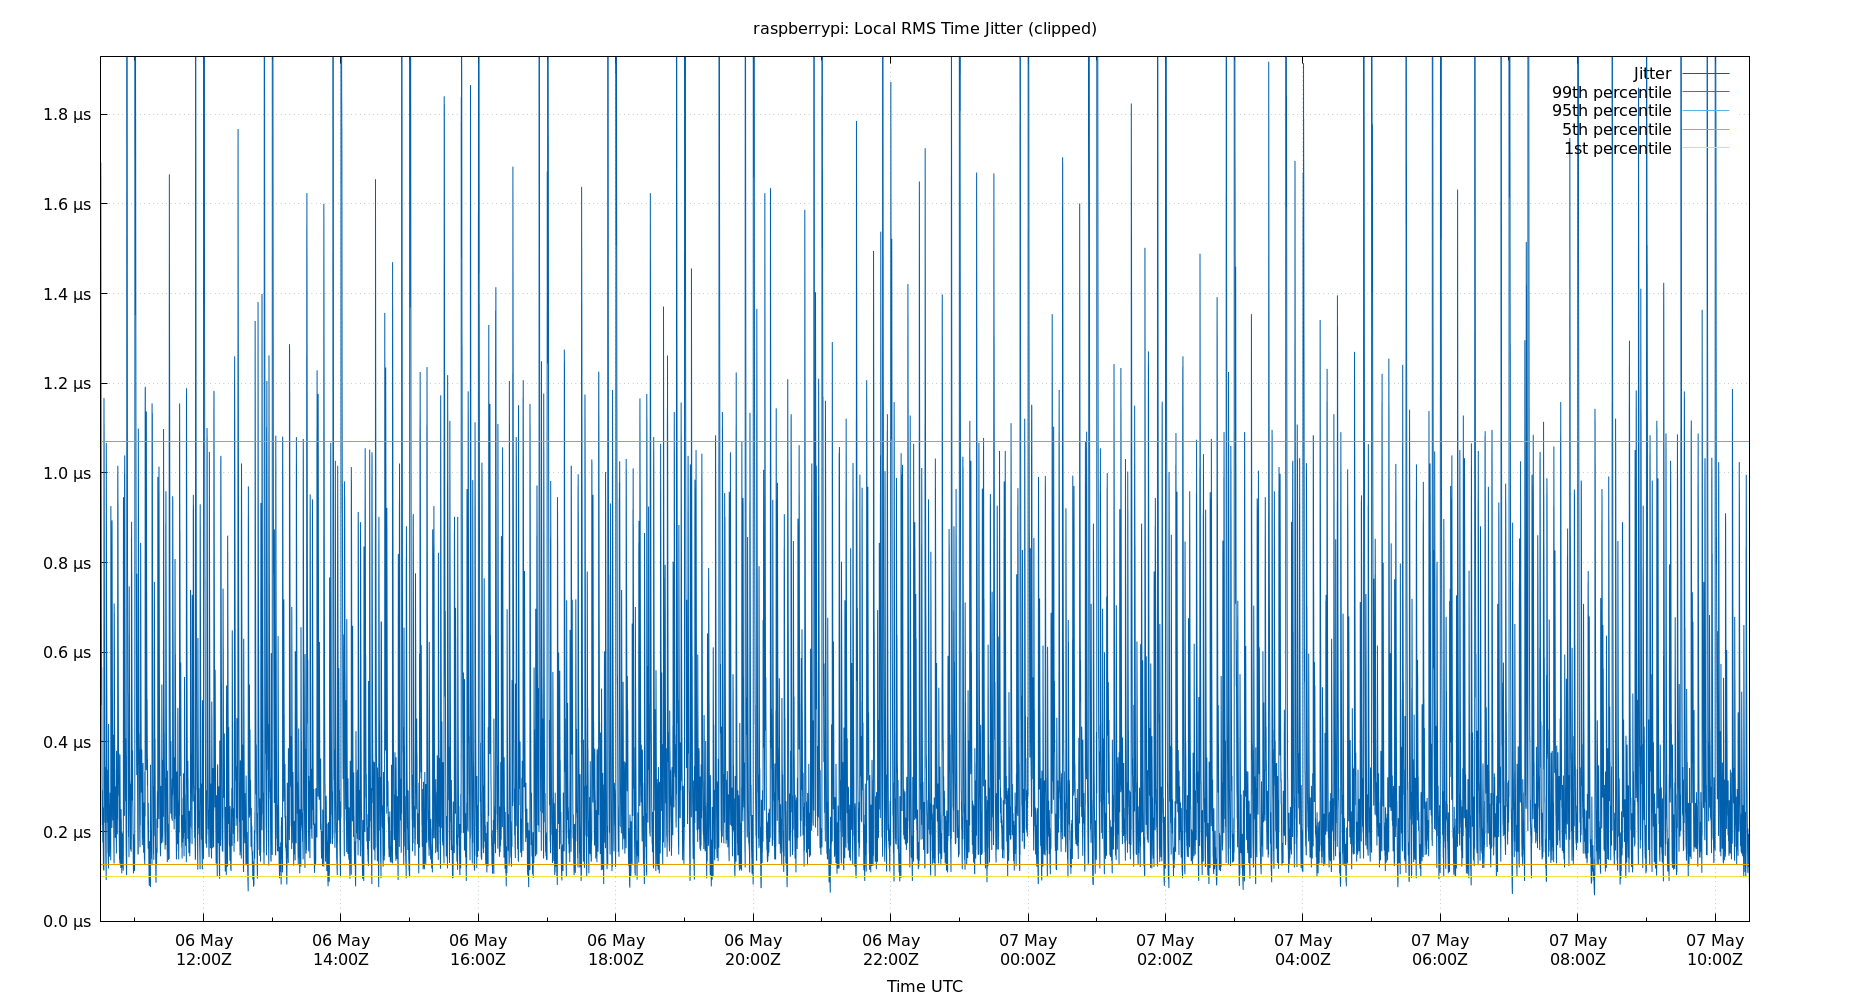 raspberrypi: Local RMS Time Jitter (clipped)
Jitter
99th percentile
95th percentile
5th percentile
1st percentile
1.8 µs
1.6 µs
1.4 µs
1.2 µs
1.0 µs
0.8 µs
0.6 µs
0.4 µs
0.2 µs
0.0 µs
06 May 06 May 06 May 06 May 06 May 06 May 07 May 07 May 07 May 07 May 07 May 07 May
12:00Z 14:00Z 16:00Z 18:00Z 20:00Z 22:00Z 00:00Z 02:00Z 04:00Z 06:00Z 08:00Z 10:00Z
Time UTC